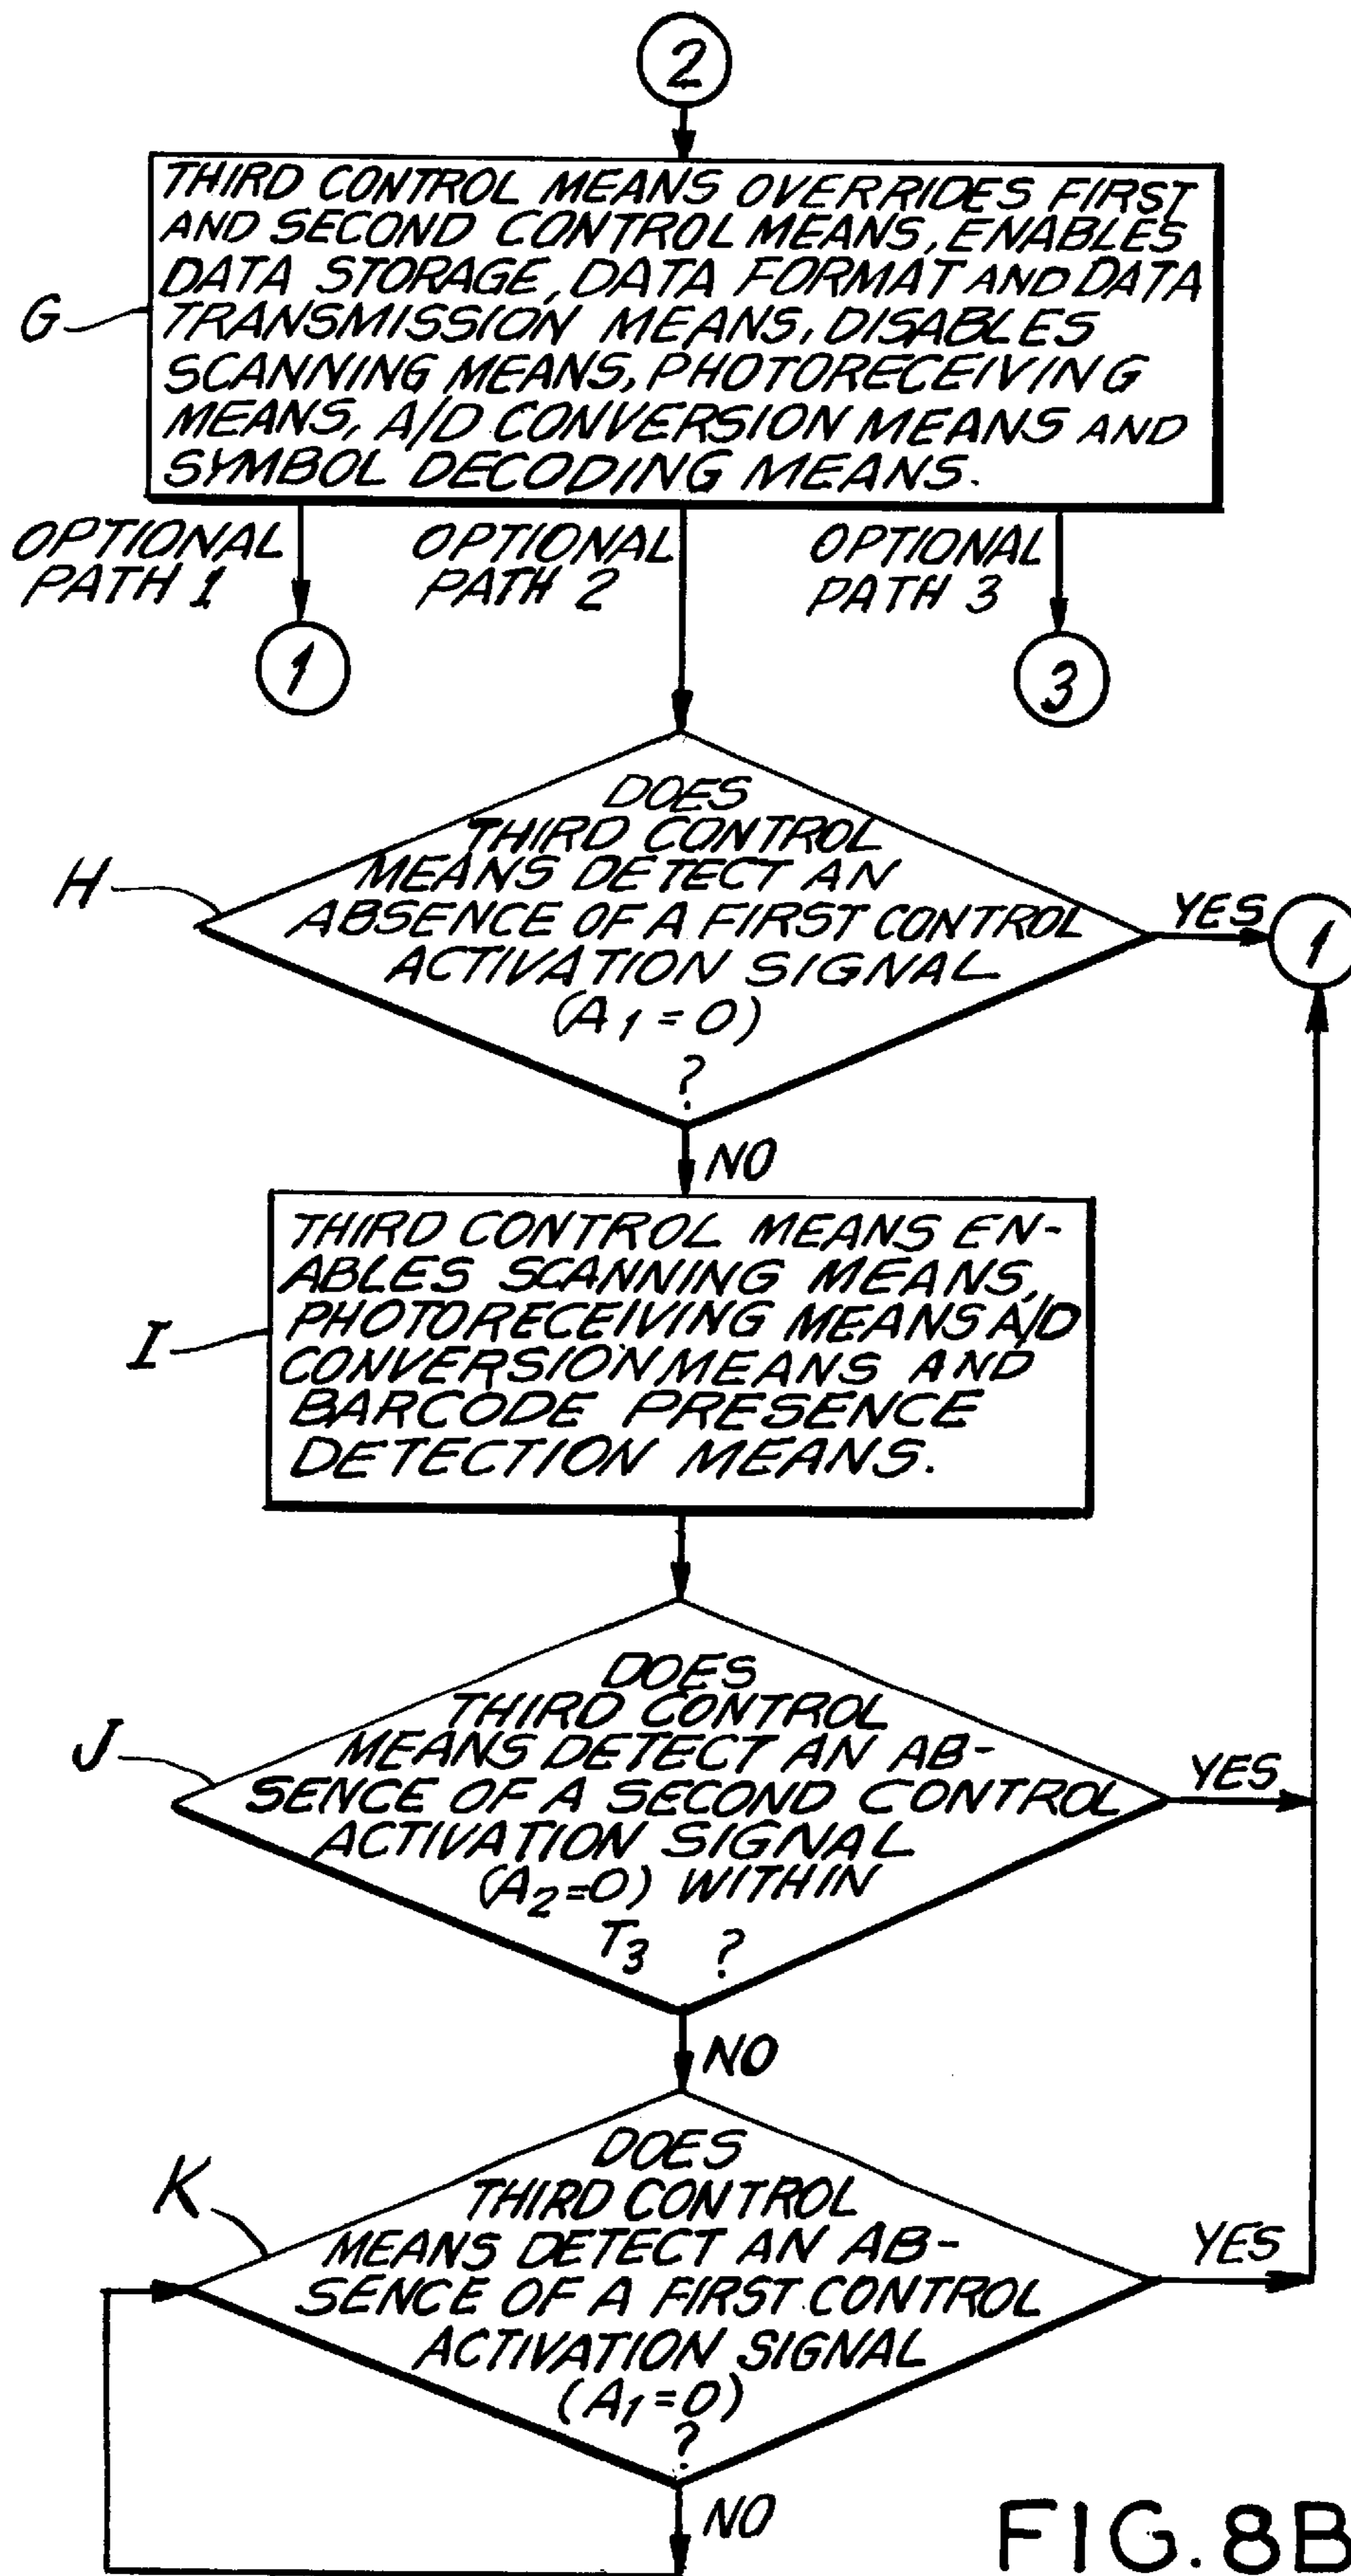 2
THIRD CONTROL MEANS OVERRIDES FIRST
AND SECOND CONTROL MEANS, ENABLES
DATA STORAGE, DATA FORMAT AND DATA
TRANSMISSION MEANS, DISABLES
SCANNING MEANS, PHOTORECEIVING
MEANS, A/D CONVERSION MEANS AND
SYMBOL DECODING MEANS.
G
OPTIONAL
PATH 1
OPTIONAL
PATH 2
OPTIONAL
PATH 3
1
3
DOES
THIRD CONTROL
MEANS DETECT AN
ABSENCE OF A FIRST CONTROL
ACTIVATION SIGNAL
(A1 = 0)
?
H
YES
1
NO
THIRD CONTROL MEANS EN-
ABLES SCANNING MEANS,
PHOTORECEIVING MEANS A/D
CONVERSION MEANS AND
BARCODE PRESENCE
DETECTION MEANS.
I
DOES
THIRD CONTROL
MEANS DETECT AN AB-
SENCE OF A SECOND CONTROL
ACTIVATION SIGNAL
(A2=0) WITHIN
T3 ?
J
YES
NO
DOES
THIRD CONTROL
MEANS DETECT AN AB-
SENCE OF A FIRST CONTROL
ACTIVATION SIGNAL
(A1=0)
?
K
YES
NO
FIG. 8B